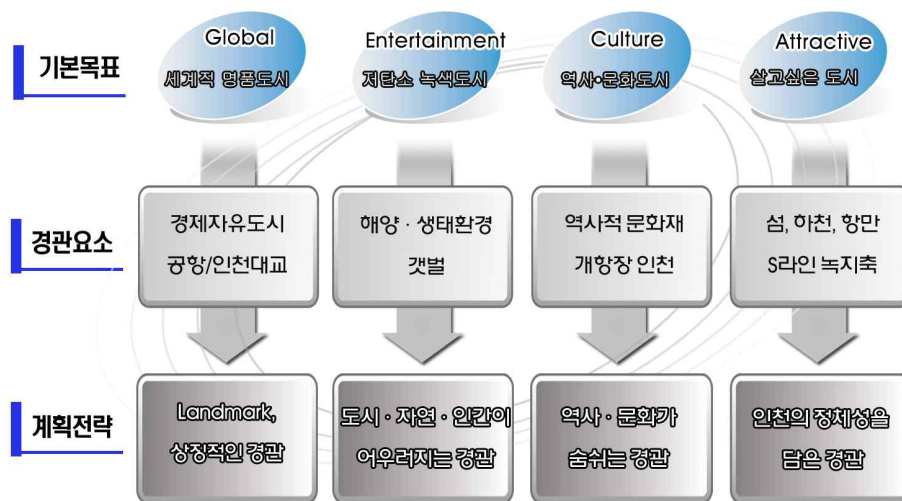 기본목표
Global
세계적 명품도시
Entertainment
저탄소 녹색도시
Culture
역사•문화도시
Attractive
살고싶은 도시
경관요소
경제자유도시
공항/인천대교
해양 · 생태환경
갯벌
역사적 문화재
개항장 인천
섬, 하천, 항만
S라인 녹지축
계획전략
Landmark,
상징적인 경관
도시 · 자연 · 인간이
어우러지는 경관
역사 · 문화가
숨쉬는 경관
인천의 정체성을
담은 경관